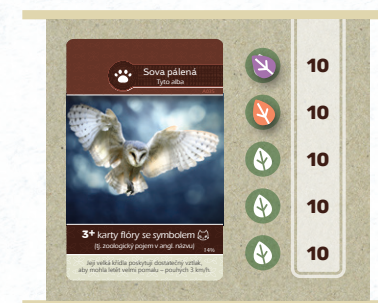 Sova pálená
Tyto alba
3+ karty flóry se symbolem
(tj. zoologický pojem v angl. názvu)
14%
Její velká křídla poskytují dostatečný vztlak,
aby mohla letět velmi pomalu – pouhých 3 km/h
10
10
10
10
10